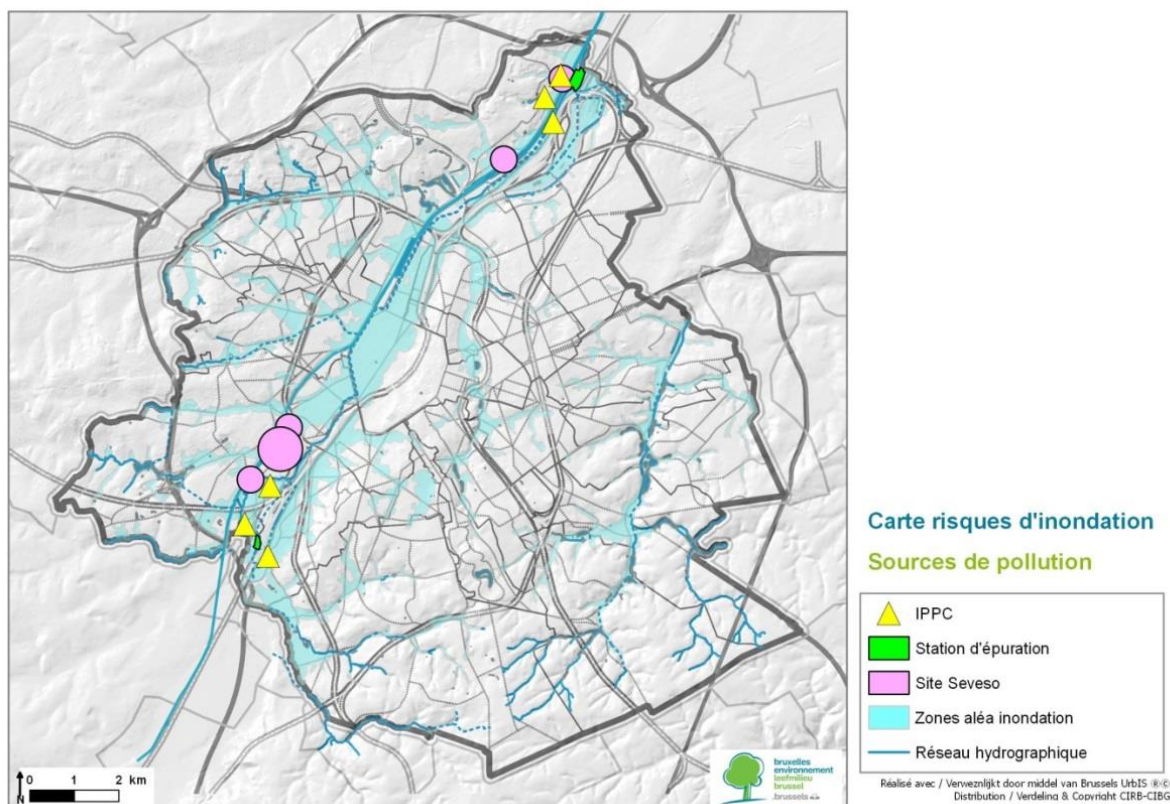 Carte risques d'inondation
Sources de pollution
IPPC
Station d'épuration
Site Seveso
Zones aléa inondation
Réseau hydrographique
N
0 1 2 km
bruxelles
environnement
leefmilieu
brussel
.brussels
Réalisé avec / Verwezenlijkt door middel van Brussels UrbIS ®©
Distribution / Verdeling & Copyright CIRB-CIBG